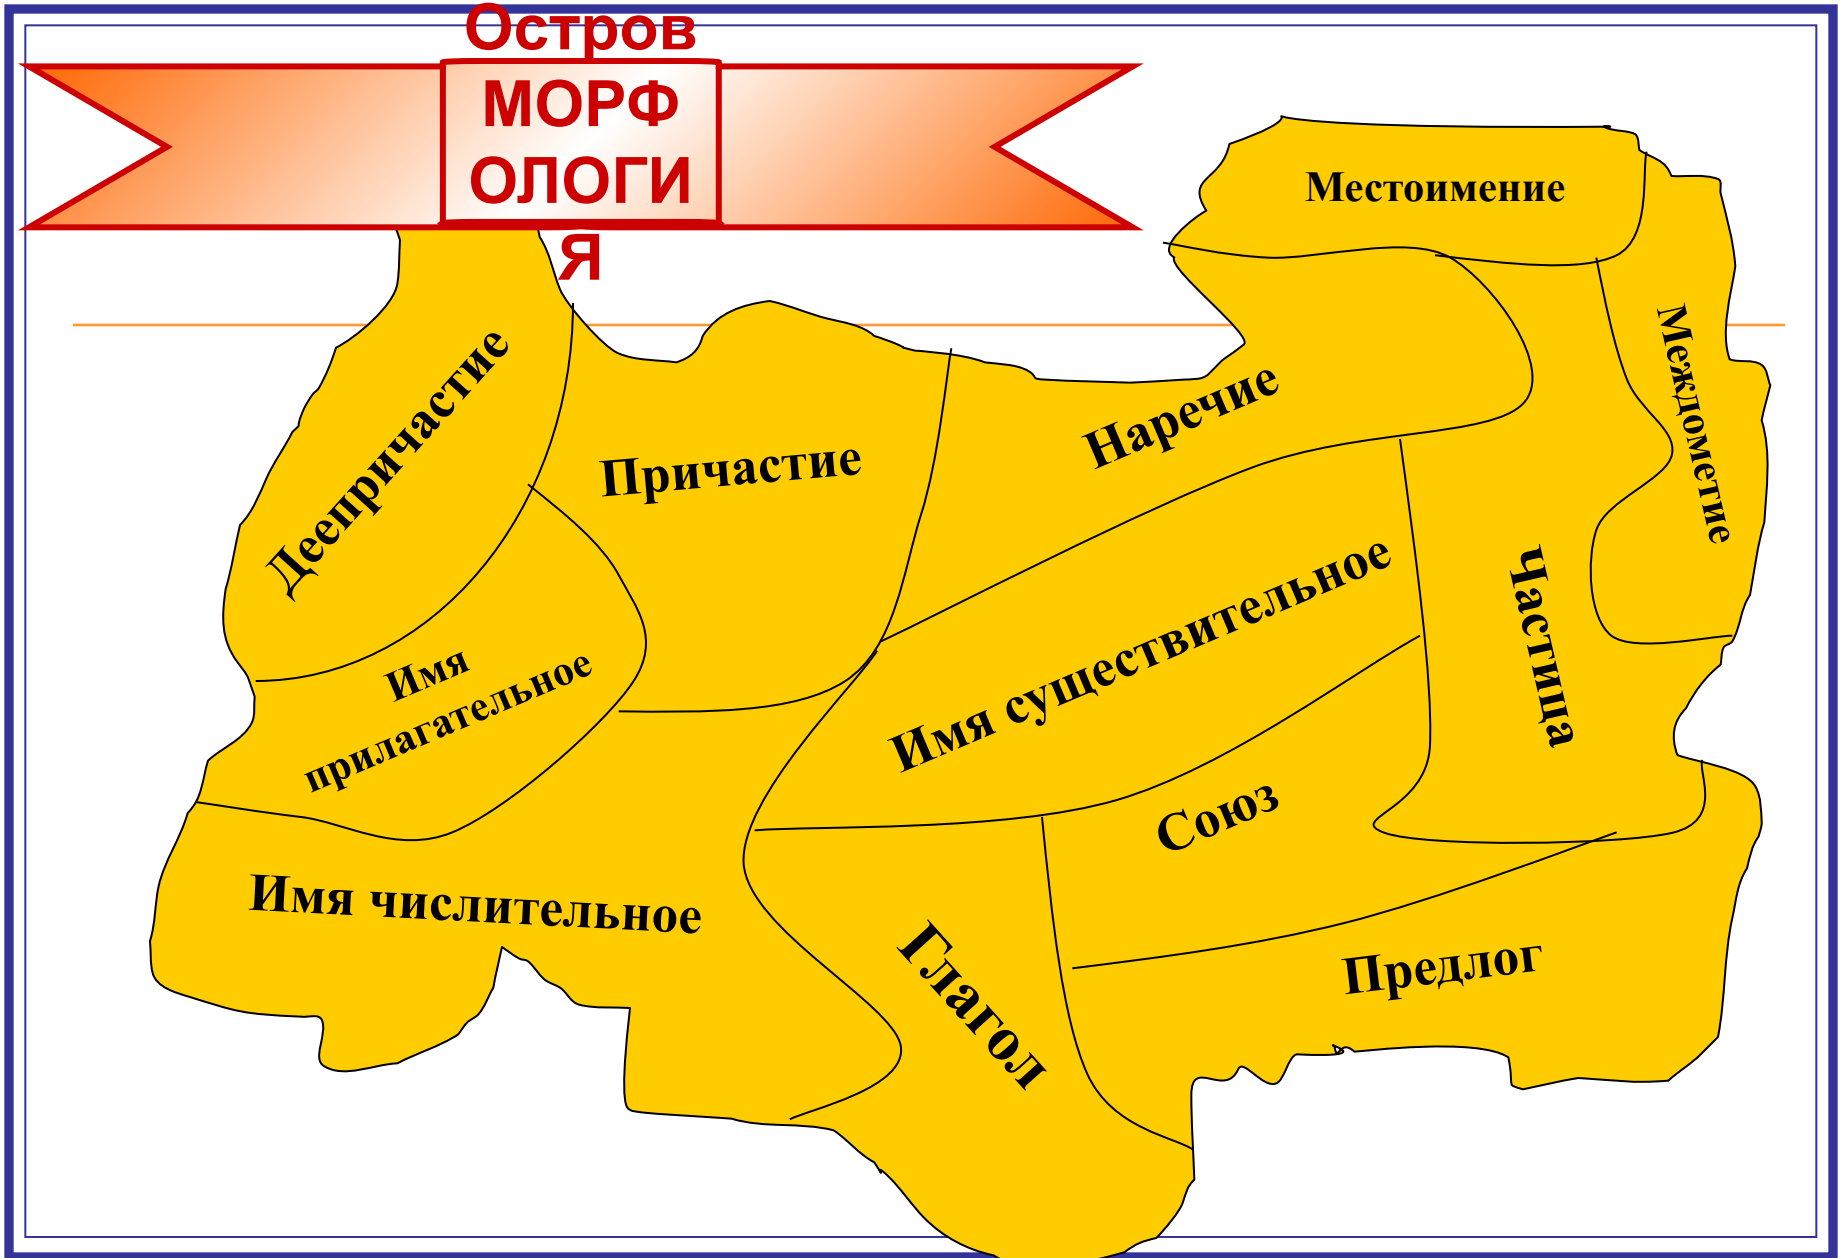 Остров
МОРФ
ОЛОГИ
Я
Местоимение
Междометие
Деепричастие
Причастие
Наречие
Имя
прилагательное
Имя существительное
Частица
Союз
Имя числительное
Глагол
Предлог